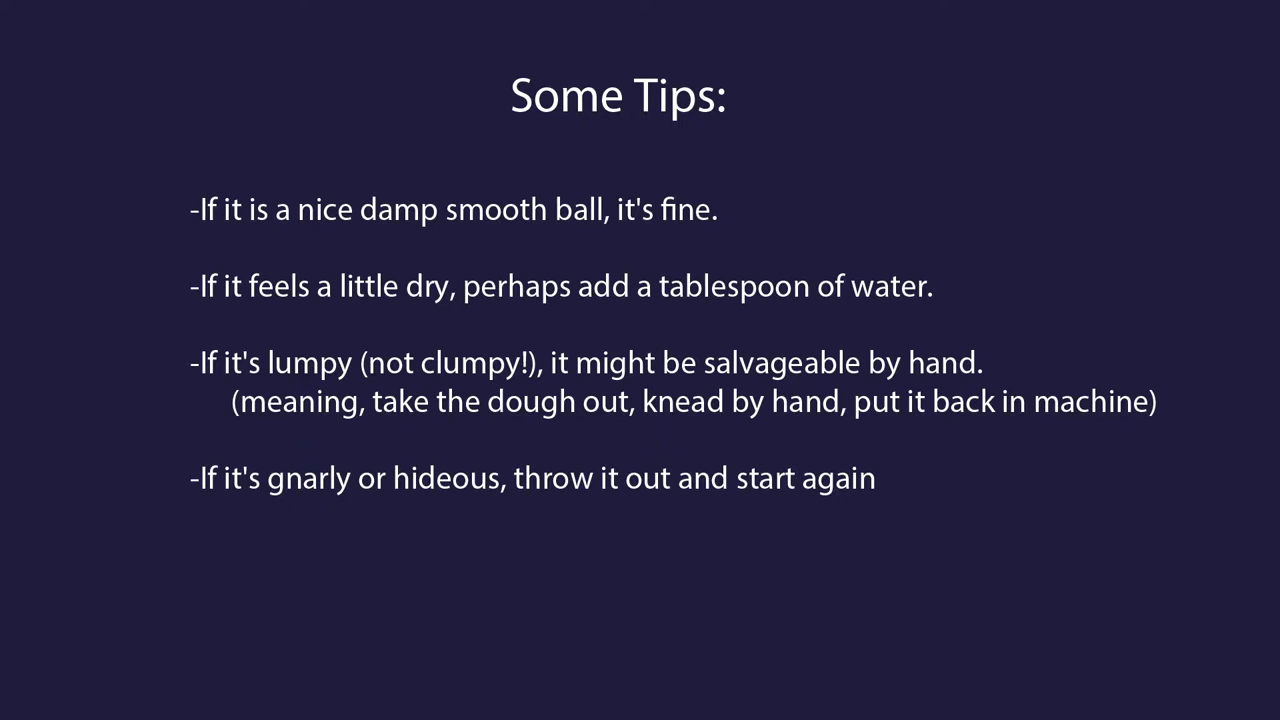 Some Tips:
-If it is a nice damp smooth ball, it's fine.
-If it feels a little dry, perhaps add a tablespoon of water.
-If it's lumpy (not clumpy!), it might be salvageable by hand.
(meaning, take the dough out, knead by hand, put it back in machine)
-If it's gnarly or hideous, throw it out and start again